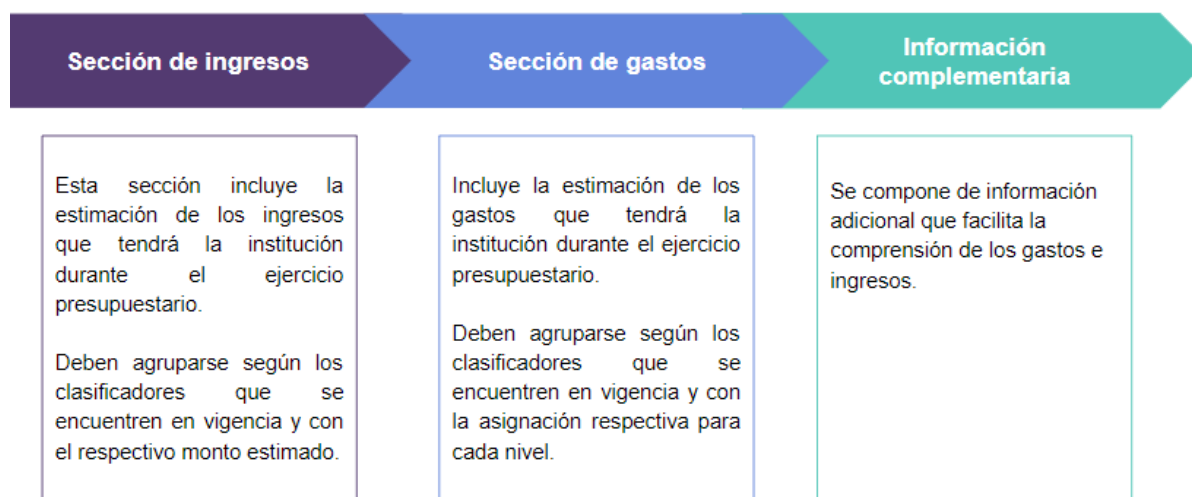 Sección de ingresos
Sección de gastos
Información
complementaria
Esta sección incluye la
estimación de los ingresos
que tendrá la institución
durante el ejercicio
presupuestario.
Deben agruparse según los
clasificadores que se
encuentren en vigencia y con
el respectivo monto estimado.
Incluye la estimación de los
gastos que tendrá la
institución durante el ejercicio
presupuestario.
Deben agruparse según los
clasificadores que se
encuentren en vigencia y con
la asignación respectiva para
cada nivel.
Se compone de información
adicional que facilita la
comprensión de los gastos e
ingresos.